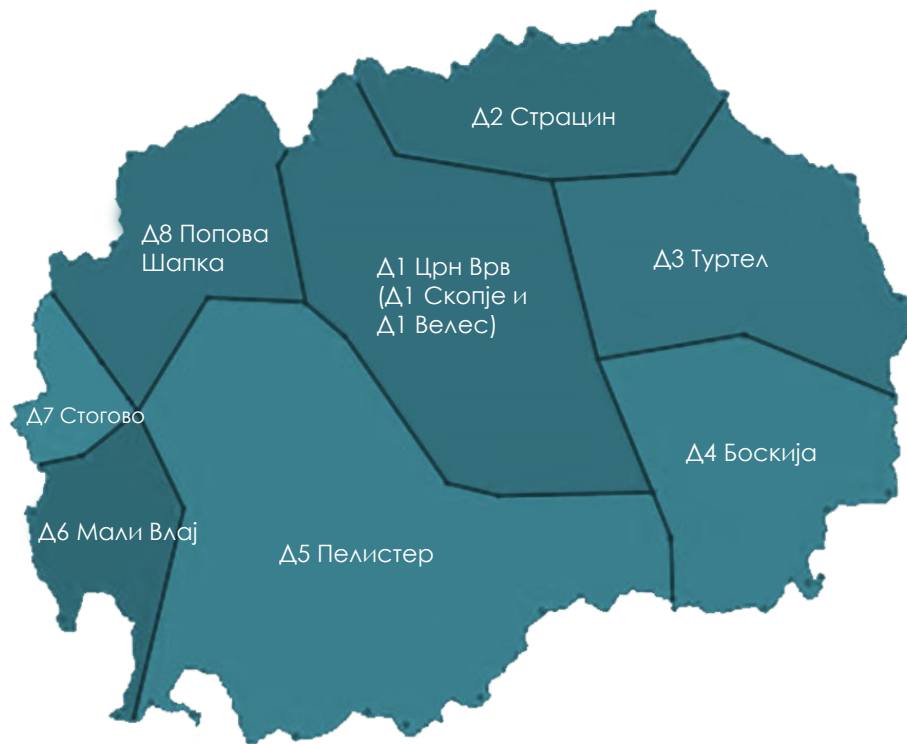 Д2 Страцин
Д8 Попова
Шапка
Д1 Црн Врв
(Д1 Скопје и
Д1 Велес)
Д3 Туртел
Д7 Стогово
Д4 Боскија
Д6 Мали Влај
Д5 Пелистер